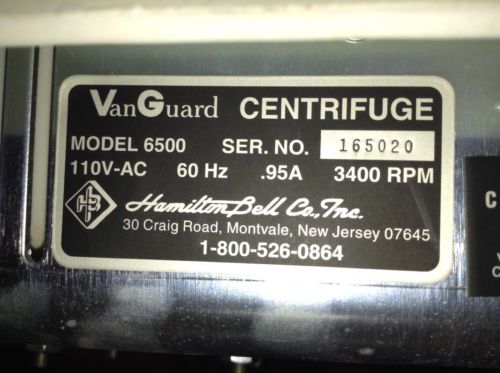 VanGuard CENTRIFUGE
MODEL 6500 SER. NO. 165020
110V-AC 60 Hz .95A 3400 RPM
HB Hamilton Bell Co., Inc.
30 Craig Road, Montvale, New Jersey 07645
1-800-526-0864
C